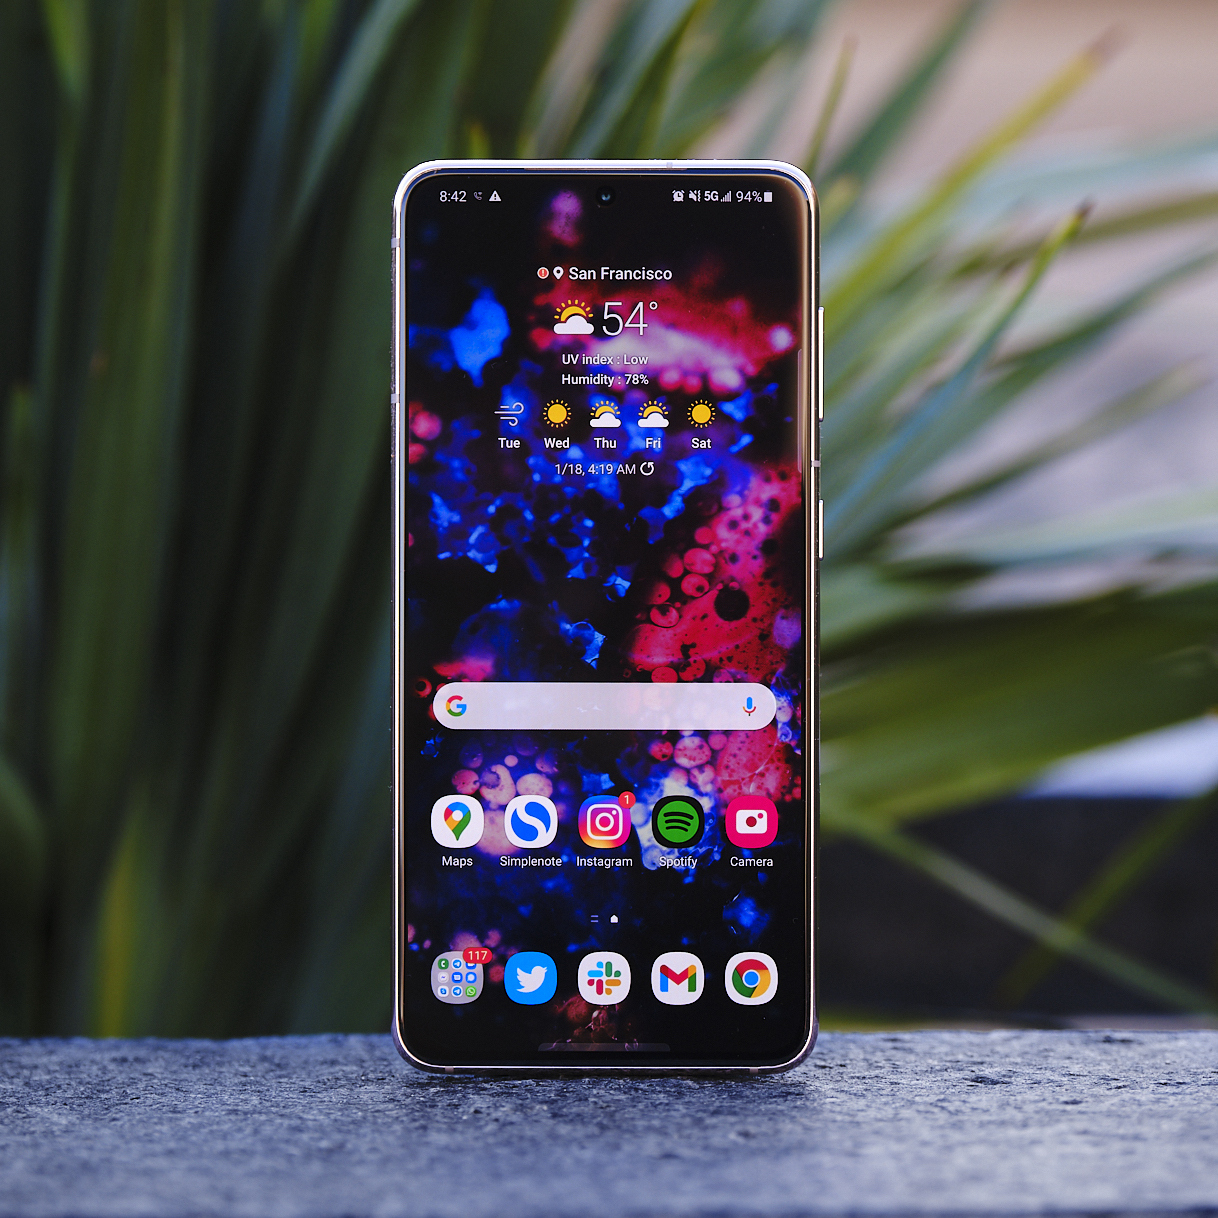 8:42 5G 94%
San Francisco
54°
UV index : Low
Humidity : 78%
Tue Wed Thu Fri Sat
1/18, 4:19 AM
1
Maps Simplenote Instagram Spotify Camera
117